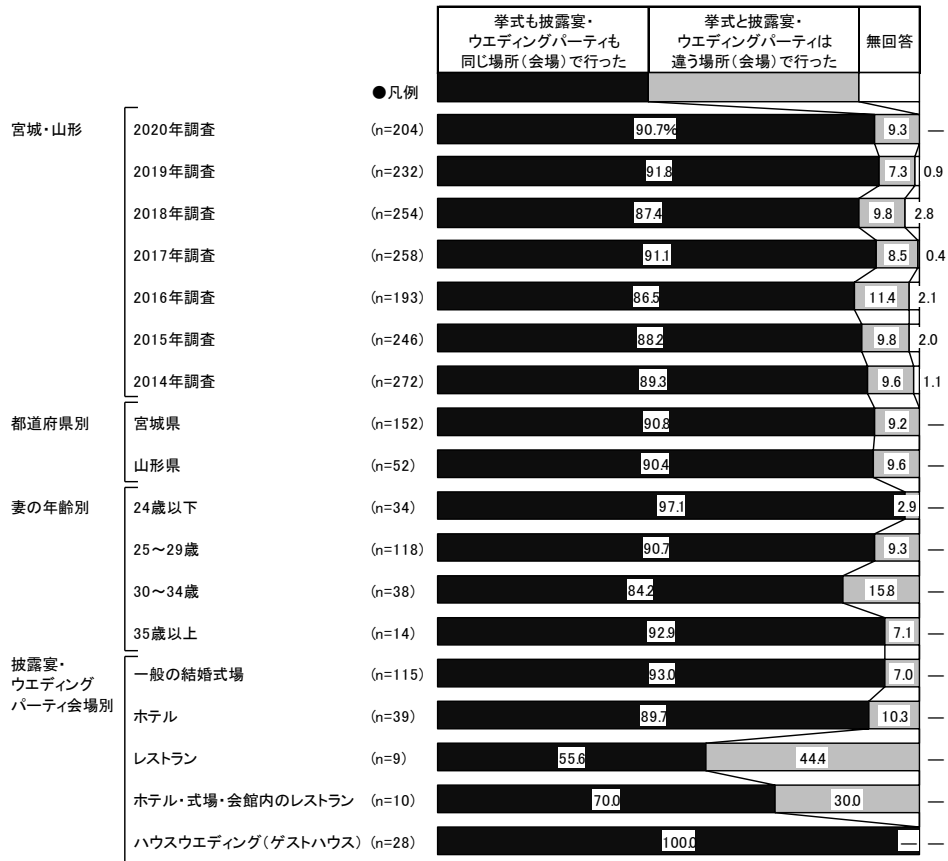 挙式も披露宴・
ウエディングパーティも
同じ場所(会場)で行った
挙式と披露宴・
ウエディングパーティは
違う場所(会場)で行った
無回答
●凡例
宮城・山形
2020年調査 (n=204) 90.7% 9.3 —
2019年調査 (n=232) 91.8 7.3 0.9
2018年調査 (n=254) 87.4 9.8 2.8
2017年調査 (n=258) 91.1 8.5 0.4
2016年調査 (n=193) 86.5 11.4 2.1
2015年調査 (n=246) 88.2 9.8 2.0
2014年調査 (n=272) 89.3 9.6 1.1
都道府県別
宮城県 (n=152) 90.8 9.2 —
山形県 (n=52) 90.4 9.6 —
妻の年齢別
24歳以下 (n=34) 97.1 2.9 —
25～29歳 (n=118) 90.7 9.3 —
30～34歳 (n=38) 84.2 15.8 —
35歳以上 (n=14) 92.9 7.1 —
披露宴・
ウエディング
パーティ会場別
一般の結婚式場 (n=115) 93.0 7.0 —
ホテル (n=39) 89.7 10.3 —
レストラン (n=9) 55.6 44.4 —
ホテル・式場・会館内のレストラン (n=10) 70.0 30.0 —
ハウスウエディング(ゲストハウス) (n=28) 100.0 — —